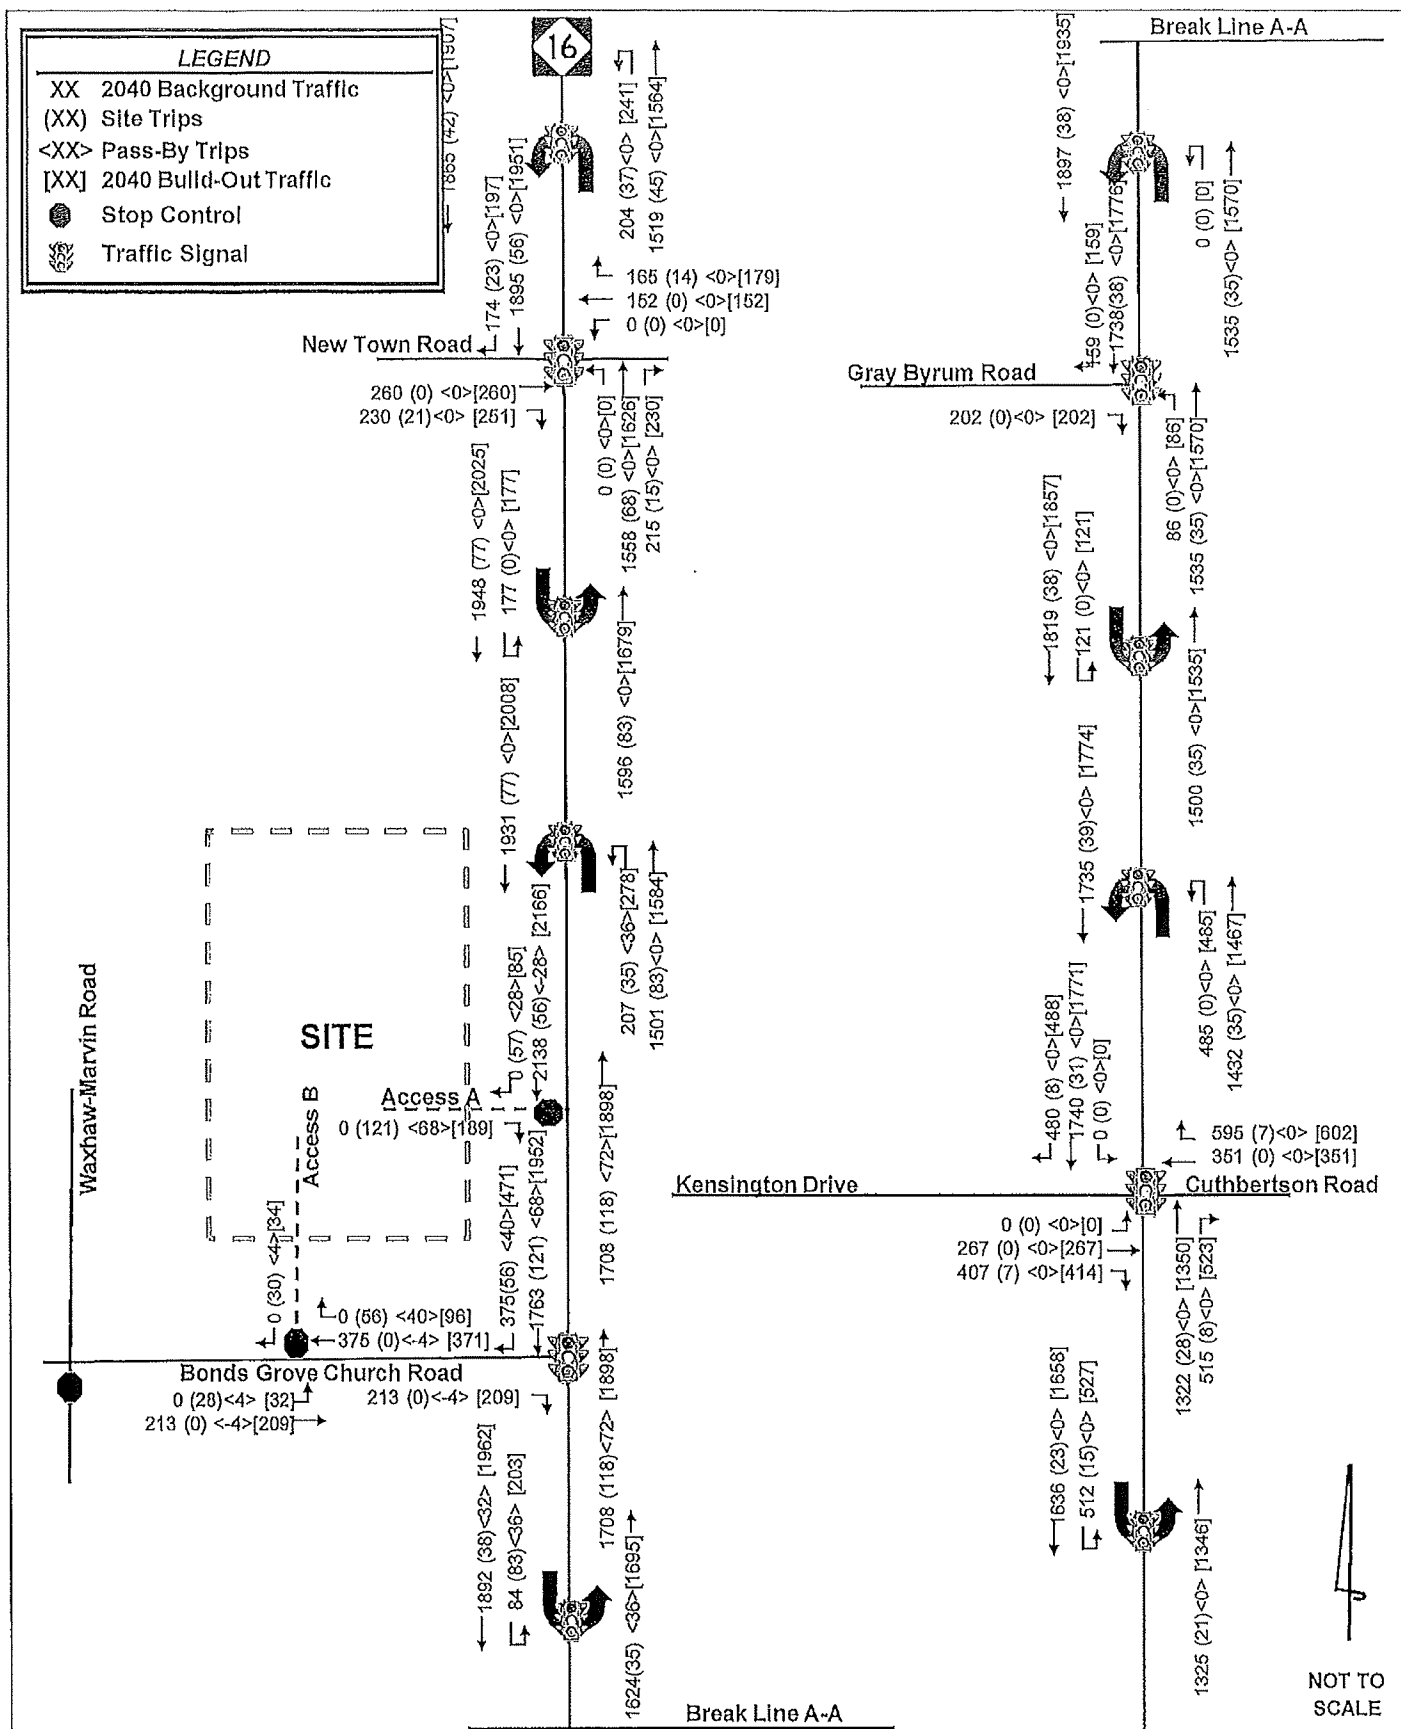 LEGEND
XX 2040 Background Traffic
(XX) Site Trips
<XX> Pass-By Trips
[XX] 2040 Build-Out Traffic
Stop Control
Traffic Signal
16
(42) <0>[1907]
204 (37)<0> [241]
1519 (45) <0>[1564]
174 (23) <0>[197]
1895 (56) <0>[1951]
165 (14) <0>[179]
152 (0) <0>[152]
0 (0) <0>[0]
New Town Road
260 (0) <0>[260]
230 (21)<0> [251]
0 (0) <0>[0]
1558 (68) <0>[1626]
215 (15)<0> [230]
1948 (77) <0>[2025]
177 (0)<0> [177]
1596 (83) <0>[1679]
1931 (77) <0>[2008]
207 (35) <36>[278]
1501 (83)<0> [1584]
0 (57) <28>[85]
2138 (56)<-28> [2166]
SITE
Access A
Access B
0 (121) <68>[189]
375(56) <40>[471]
1763 (121) <68>[1952]
1708 (118) <72>[1898]
Waxhaw-Marvin Road
0 (30) <4>[34]
0 (56) <40>[96]
375 (0)<-4> [371]
Bonds Grove Church Road
0 (28)<4> [32]
213 (0) <-4>[209]
213 (0)<-4> [209]
1708 (118)<72> [1898]
1892 (38)<32> [1962]
84 (83)<36> [203]
1624(35) <36>[1695]
Break Line A-A
Break Line A-A
1897 (38) <0>[1935]
0 (0) [0]
1535 (35)<0> [1570]
159 (0)<0> [159]
1738(38) <0>[1776]
Gray Byrum Road
202 (0)<0> [202]
86 (0)<0> [86]
1535 (35) <0>[1570]
1819 (38) <0>[1857]
121 (0)<0> [121]
1500 (35) <0>[1535]
1735 (39)<0> [1774]
485 (0)<0> [485]
1432 (35)<0> [1467]
480 (8) <0>[488]
1740 (31) <0>[1771]
0 (0) <0>[0]
595 (7)<0> [602]
351 (0) <0>[351]
Kensington Drive
Cuthbertson Road
0 (0) <0>[0]
267 (0) <0>[267]
407 (7) <0>[414]
1322 (28)<0> [1350]
515 (8)<0> [523]
1636 (23)<0> [1658]
512 (15)<0> [527]
1325 (21)<0> [1346]
NOT TO
SCALE